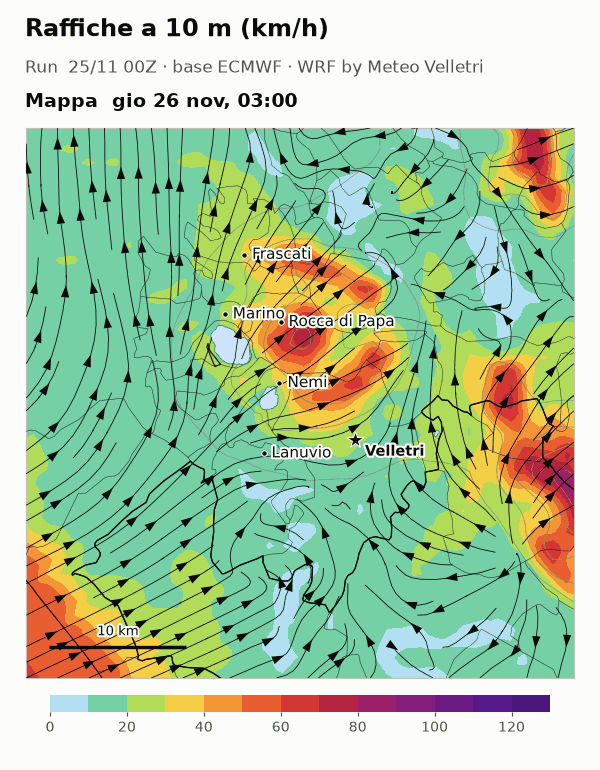 Raffiche a 10 m (km/h)
Run  25/11 00Z · base ECMWF · WRF by Meteo Velletri
Mappa  gio 26 nov, 03:00
Frascati
Marino
Rocca di Papa
Nemi
Velletri
Lanuvio
10 km
0 20 40 60 80 100 120